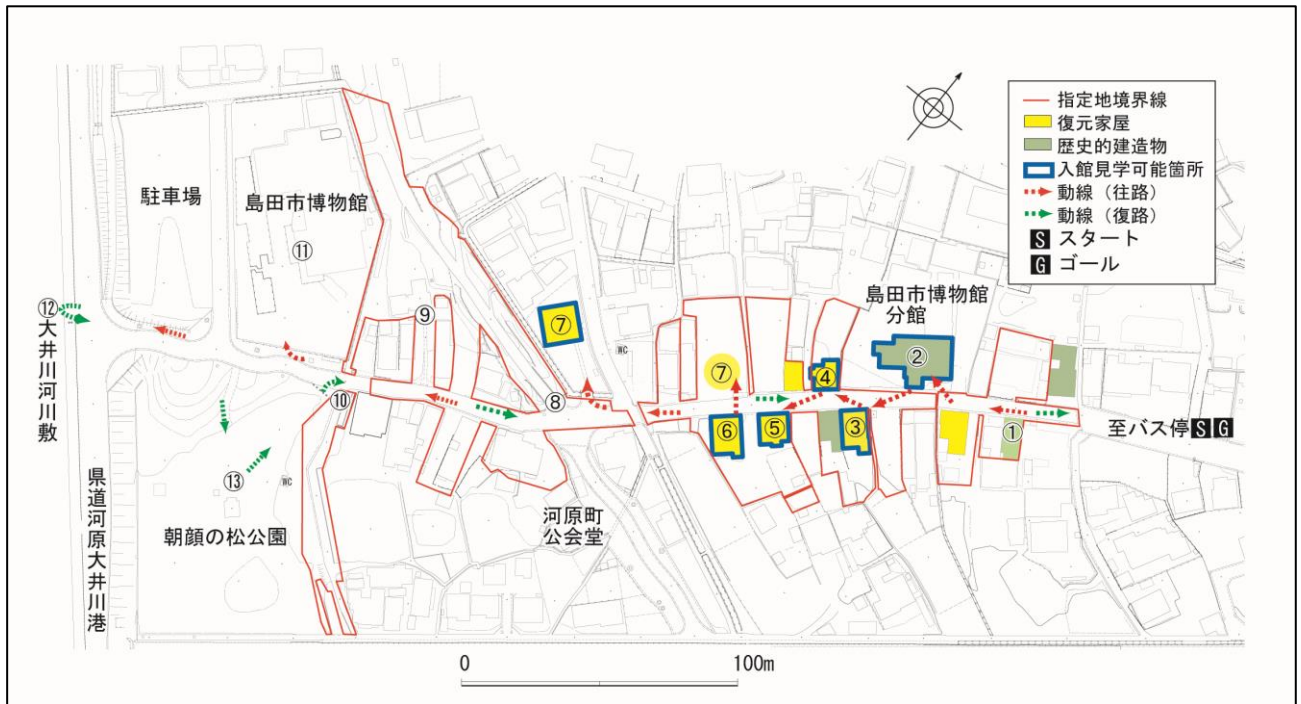 指定地境界線
復元家屋
歴史的建造物
入館見学可能箇所
動線（往路）
動線（復路）
S スタート
G ゴール
駐車場
島田市博物館
⑪
⑫大井川河川敷
県道河原大井川港
⑬
WC
朝顔の松公園
⑩
⑨
⑧
⑦
WC
河原町
公会堂
⑦
⑥
⑤
④
③
島田市博物館
分館
②
①
至バス停 S G
0 100m